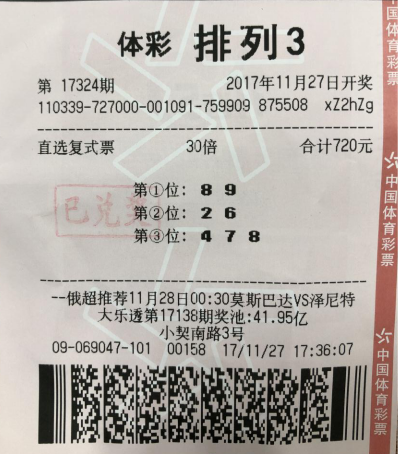 体彩 排列3
第 17324期 2017年11月27日开奖
110339-727000-001091-759909 875508 xZ2hZg
直选复式票 30倍 合计720元
第①位: 8 9
第②位: 2 6
第③位: 4 7 8
已兑奖
--俄超推荐11月28日00:30莫斯巴达VS泽尼特
大乐透第17138期奖池:41.95亿
小契南路3号
09-069047-101 00158 17/11/27 17:36:07
中国体育彩票
中国体育彩票
中国体育彩票